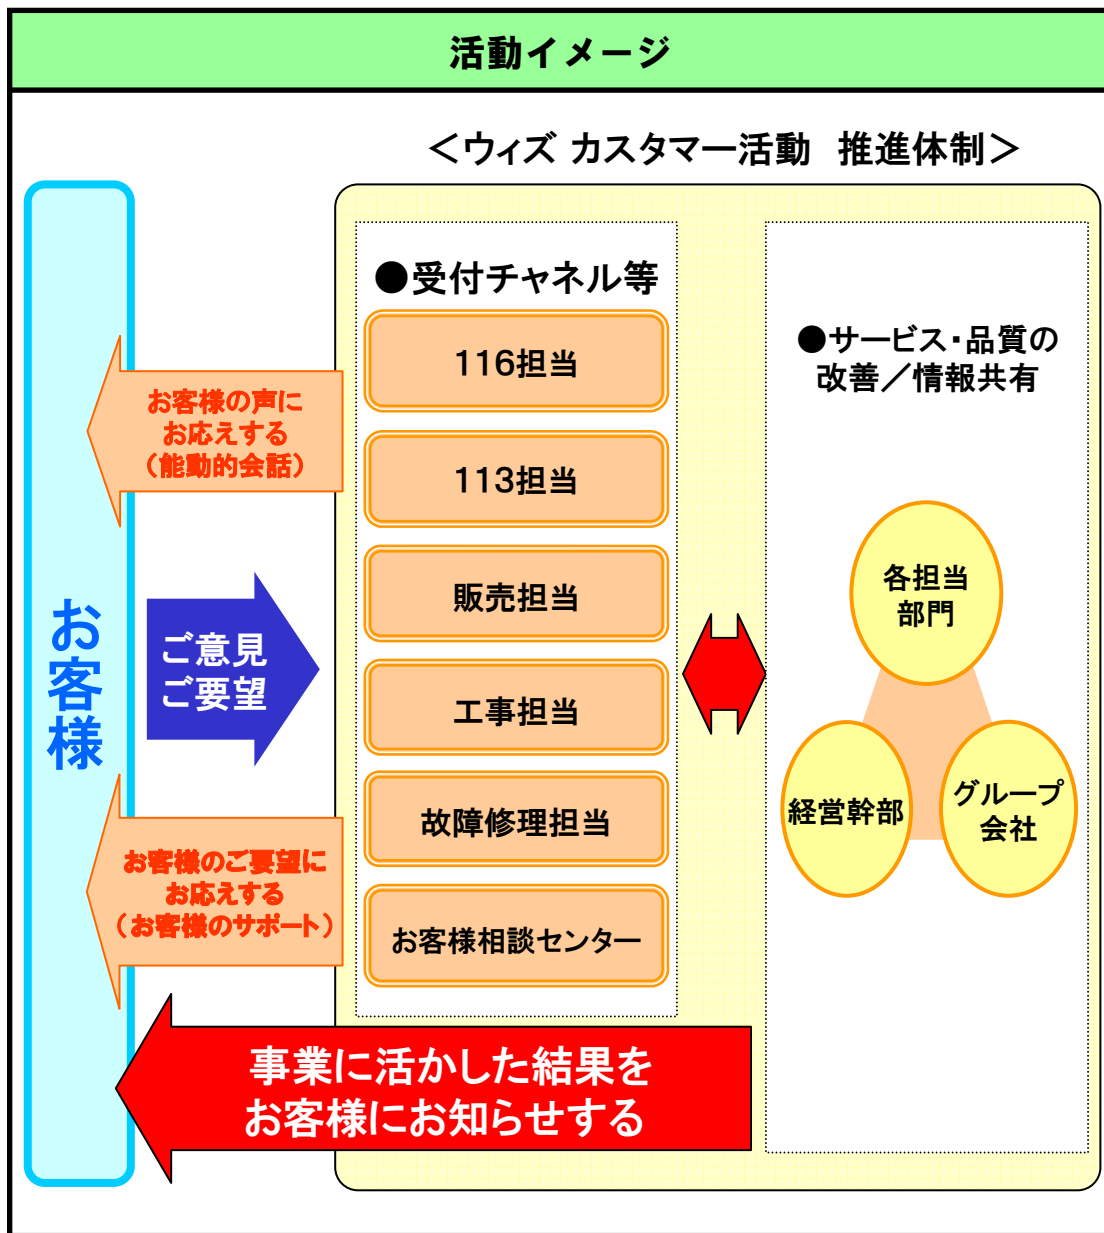 活動イメージ
＜ウィズ カスタマー活動　推進体制＞
お客様
お客様の声に
お応えする
（能動的会話）
ご意見
ご要望
お客様のご要望に
お応えする
（お客様のサポート）
●受付チャネル等
116担当
113担当
販売担当
工事担当
故障修理担当
お客様相談センター
●サービス・品質の
改善／情報共有
各担当
部門
経営幹部
グループ
会社
事業に活かした結果を
お客様にお知らせする